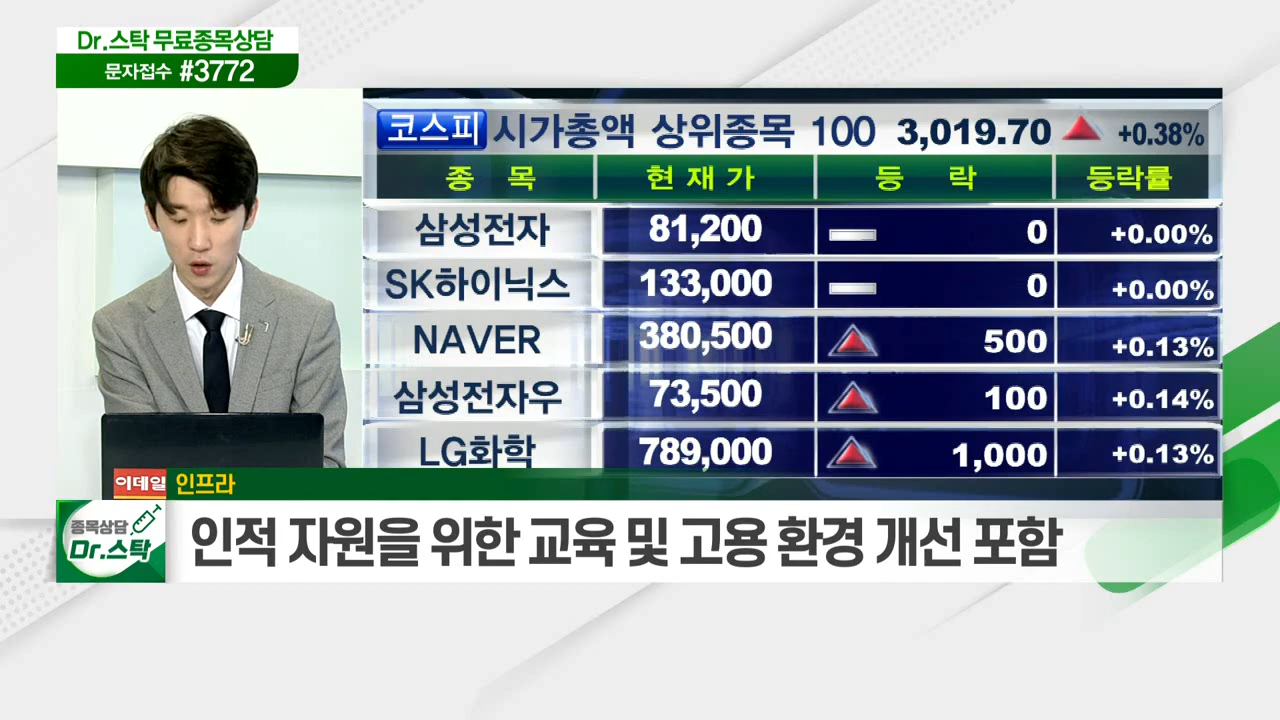 Dr.스탁 무료종목상담
문자접수 #3772
코스피 시가총액 상위종목 100 3,019.70 +0.38%
종 목 현 재 가 등 락 등락률
삼성전자 81,200 0 +0.00%
SK하이닉스 133,000 0 +0.00%
NAVER 380,500 500 +0.13%
삼성전자우 73,500 100 +0.14%
LG화학 789,000 1,000 +0.13%
이데일리 인프라
종목상담
Dr.스탁
인적 자원을 위한 교육 및 고용 환경 개선 포함